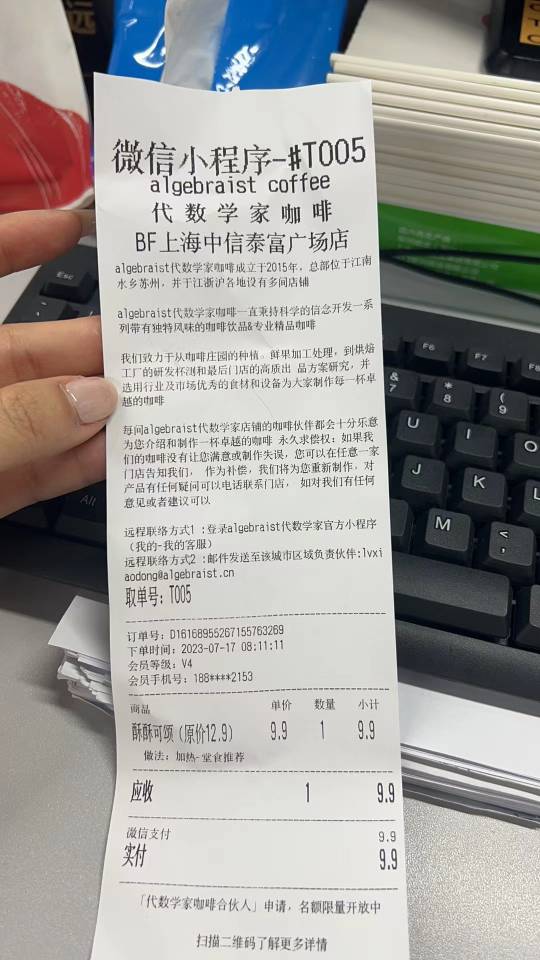 微信小程序-#T005
algebraist coffee
代数学家咖啡
BF上海中信泰富广场店
algebraist代数学家咖啡成立于2015年，总部位于江南
水乡苏州，并于江浙沪各地设有多间店铺
algebraist代数学家咖啡一直秉持科学的信念开发一系
列带有独特风味的咖啡饮品&专业精品咖啡
我们致力于从咖啡庄园的种植，鲜果加工处理，到烘焙
工厂的研发杯测和最后门店的高质出 品方案研究，并
选用行业及市场优秀的食材和设备为大家制作每一杯卓
越的咖啡
每间algebraist代数学家店铺的咖啡伙伴都会十分乐意
为您介绍和制作一杯卓越的咖啡 永久求偿权：如果我
们的咖啡没有让您满意或制作失误，您可以在任意一家
门店告知我们， 作为补偿，我们将为您重新制作。对
产品有任何疑问可以电话联系门店， 如对我们有任何
意见或者建议可以
远程联络方式1 :登录algebraist代数学家官方小程序
（我的-我的客服）
远程联络方式2 :邮件发送至该城市区域负责伙伴:lvxi
aodong@algebraist.cn
取单号: T005
订单号: D16168955267155763269
下单时间: 2023-07-17 08:11:11
会员等级: V4
会员手机号: 188****2153
商品 单价 数量 小计
酥酥可颂（原价12.9） 9.9 1 9.9
做法: 加热-堂食推荐
应收 1 9.9
微信支付 9.9
实付 9.9
「代数学家咖啡合伙人」申请，名额限量开放中
扫描二维码了解更多详情
Esc
F6
F7
F8
&
7
*
8
(
9
U
I
O
J
K
L
M
<
,
Alt